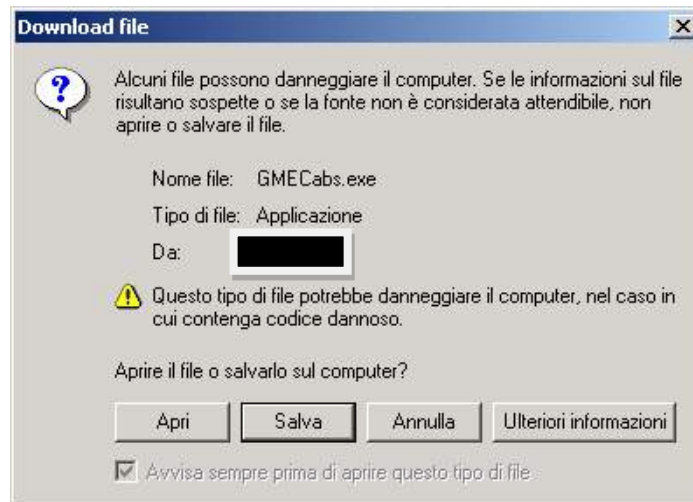 Download file
Alcuni file possono danneggiare il computer. Se le informazioni sul file
risultano sospette o se la fonte non è considerata attendibile, non
aprire o salvare il file.
Nome file: GMECabs.exe
Tipo di file: Applicazione
Da:
Questo tipo di file potrebbe danneggiare il computer, nel caso in
cui contenga codice dannoso.
Aprire il file o salvarlo sul computer?
Apri Salva Annulla Ulteriori informazioni
Avvisa sempre prima di aprire questo tipo di file